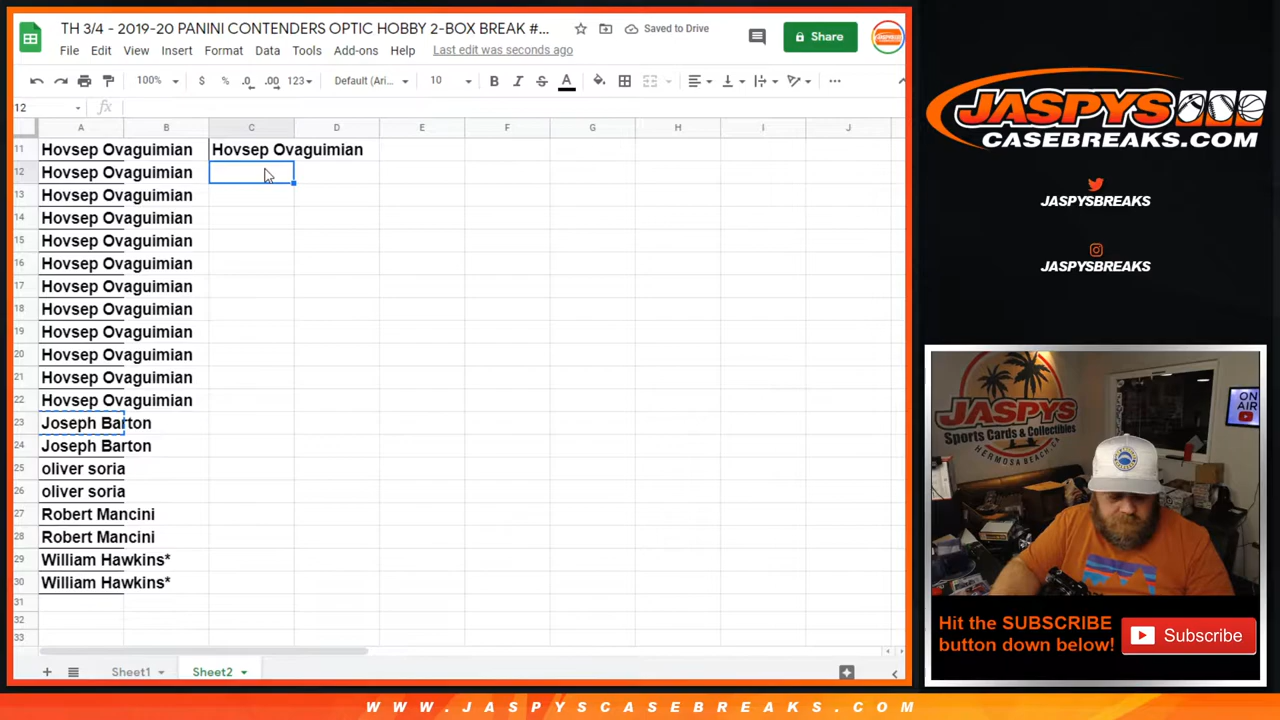 TH 3/4 - 2019-20 PANINI CONTENDERS OPTIC HOBBY 2-BOX BREAK #...
Saved to Drive
Share
File Edit View Insert Format Data Tools Add-ons Help Last edit was seconds ago
100% $ % .0 .00 123 Default (Ari... 10 B I S A
12 fx
A B C D E F G H I J
11 Hovsep Ovaguimian Hovsep Ovaguimian
12 Hovsep Ovaguimian
13 Hovsep Ovaguimian
14 Hovsep Ovaguimian
15 Hovsep Ovaguimian
16 Hovsep Ovaguimian
17 Hovsep Ovaguimian
18 Hovsep Ovaguimian
19 Hovsep Ovaguimian
20 Hovsep Ovaguimian
21 Hovsep Ovaguimian
22 Hovsep Ovaguimian
23 Joseph Barton
24 Joseph Barton
25 oliver soria
26 oliver soria
27 Robert Mancini
28 Robert Mancini
29 William Hawkins*
30 William Hawkins*
31
32
33
Sheet1 Sheet2
JASPYS
CASEBREAKS.COM
JASPYSBREAKS
JASPYSBREAKS
JASPYS
Sports Cards & Collectibles
HERMOSA BEACH, CA
ON
AIR
Hit the SUBSCRIBE
button down below!
Subscribe
WWW.JASPYSCASEBREAKS.COM